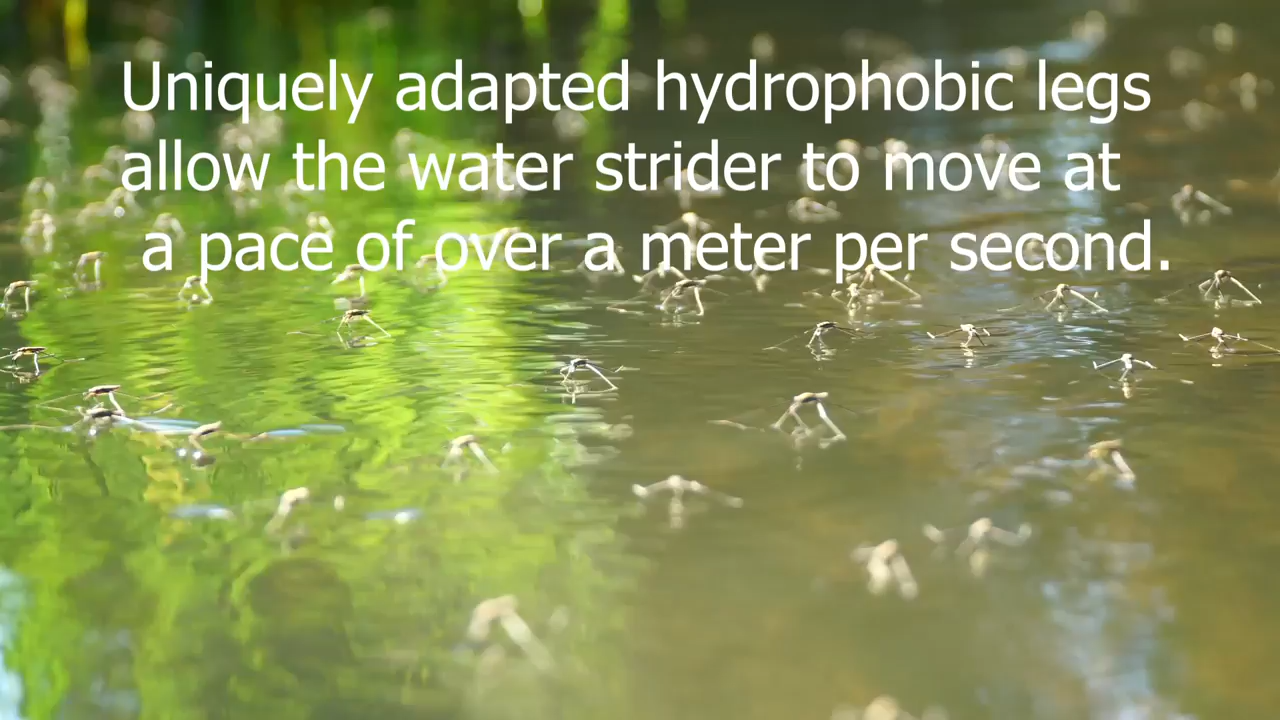 Uniquely adapted hydrophobic legs
allow the water strider to move at
a pace of over a meter per second.